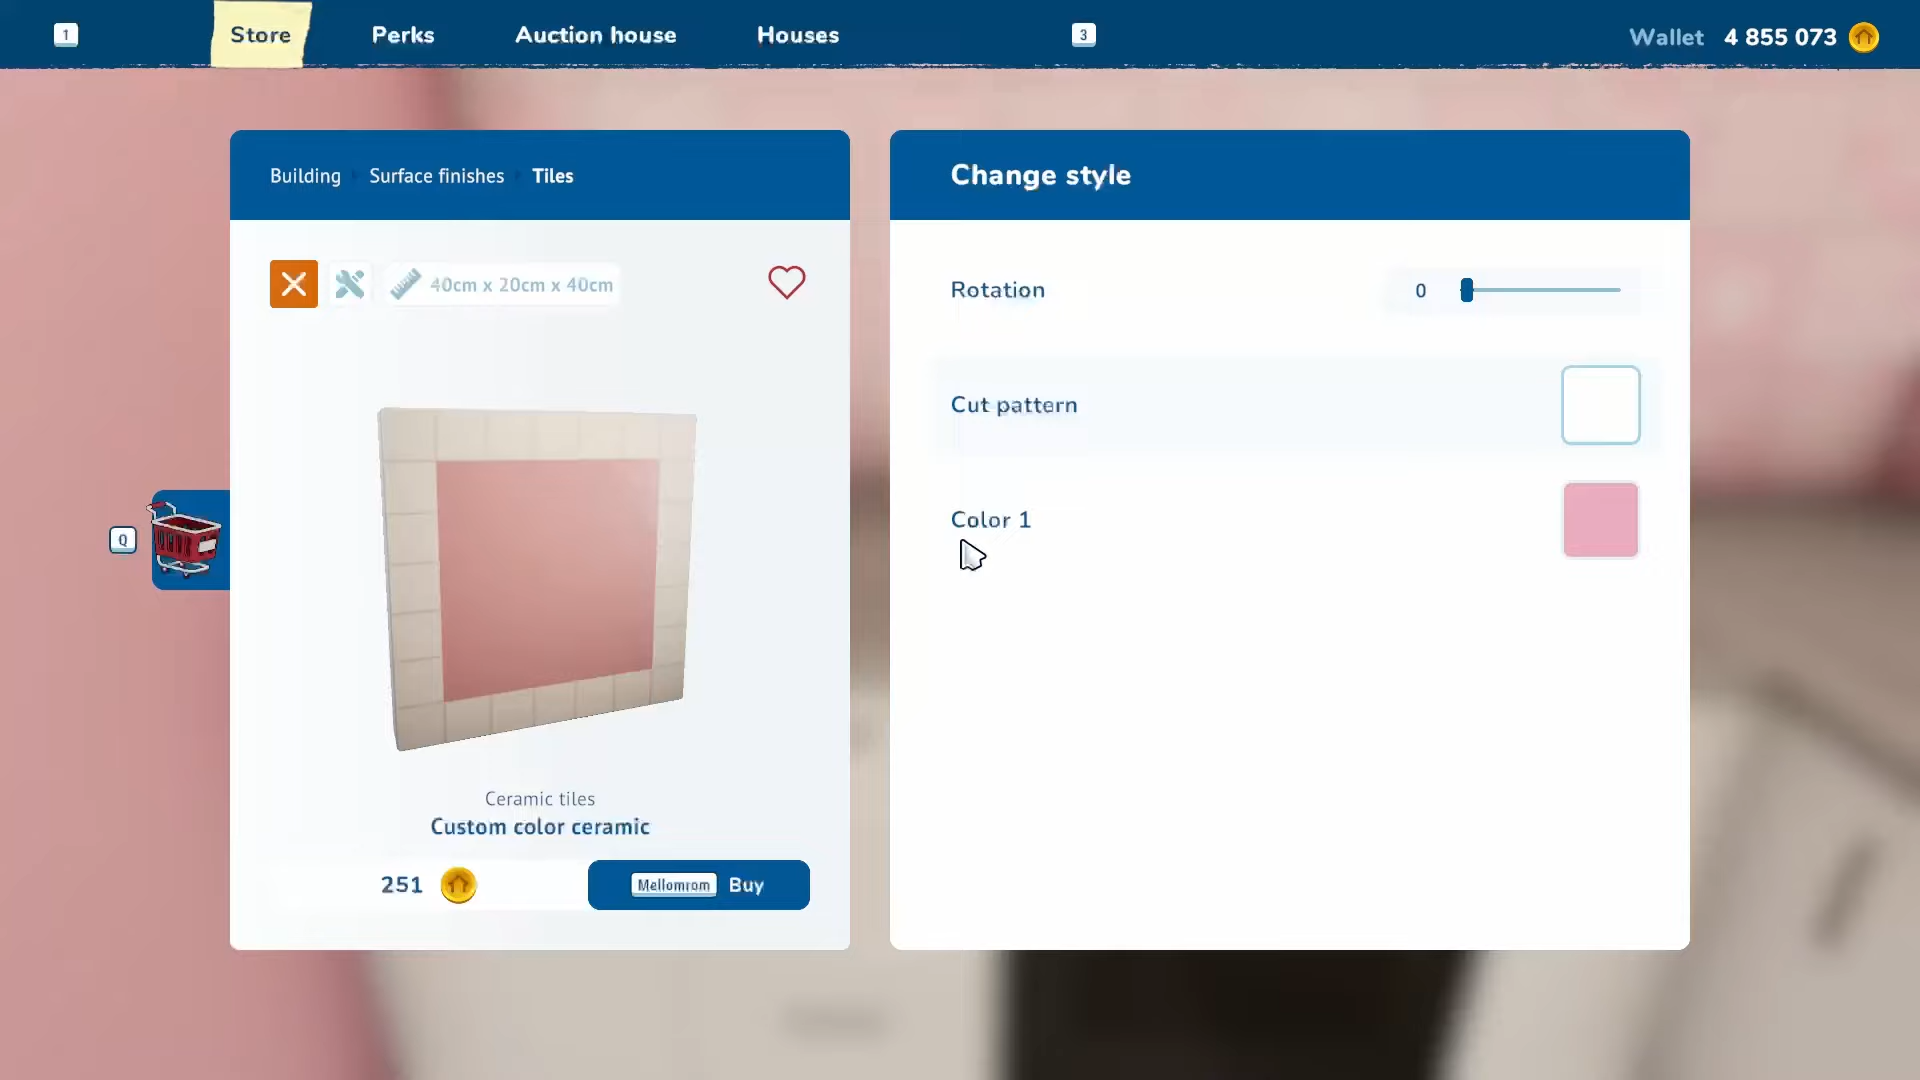 1
Store
Perks
Auction house
Houses
3
Wallet 4 855 073
Building
Surface finishes
Tiles
Change style
40cm x 20cm x 40cm
Rotation
0
Cut pattern
Color 1
Q
Ceramic tiles
Custom color ceramic
251
Mellomrom
Buy